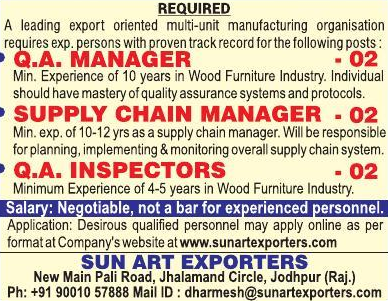 REQUIRED
A leading export oriented multi-unit manufacturing organisation
requires exp. persons with proven track record for the following posts :
• Q.A. MANAGER - 02
Min. Experience of 10 years in Wood Furniture Industry. Individual
should have mastery of quality assurance systems and protocols.
• SUPPLY CHAIN MANAGER - 02
Min. exp. of 10-12 yrs as a supply chain manager. Will be responsible
for planning, implementing & monitoring overall supply chain system.
• Q.A. INSPECTORS - 02
Minimum Experience of 4-5 years in Wood Furniture Industry.
Salary: Negotiable, not a bar for experienced personnel.
Application: Desirous qualified personnel may apply online as per
format at Company's website at www.sunartexporters.com
SUN ART EXPORTERS
New Main Pali Road, Jhalamand Circle, Jodhpur (Raj.)
Ph: +91 90010 57888 Mail ID : dharmesh@sunartexporters.com